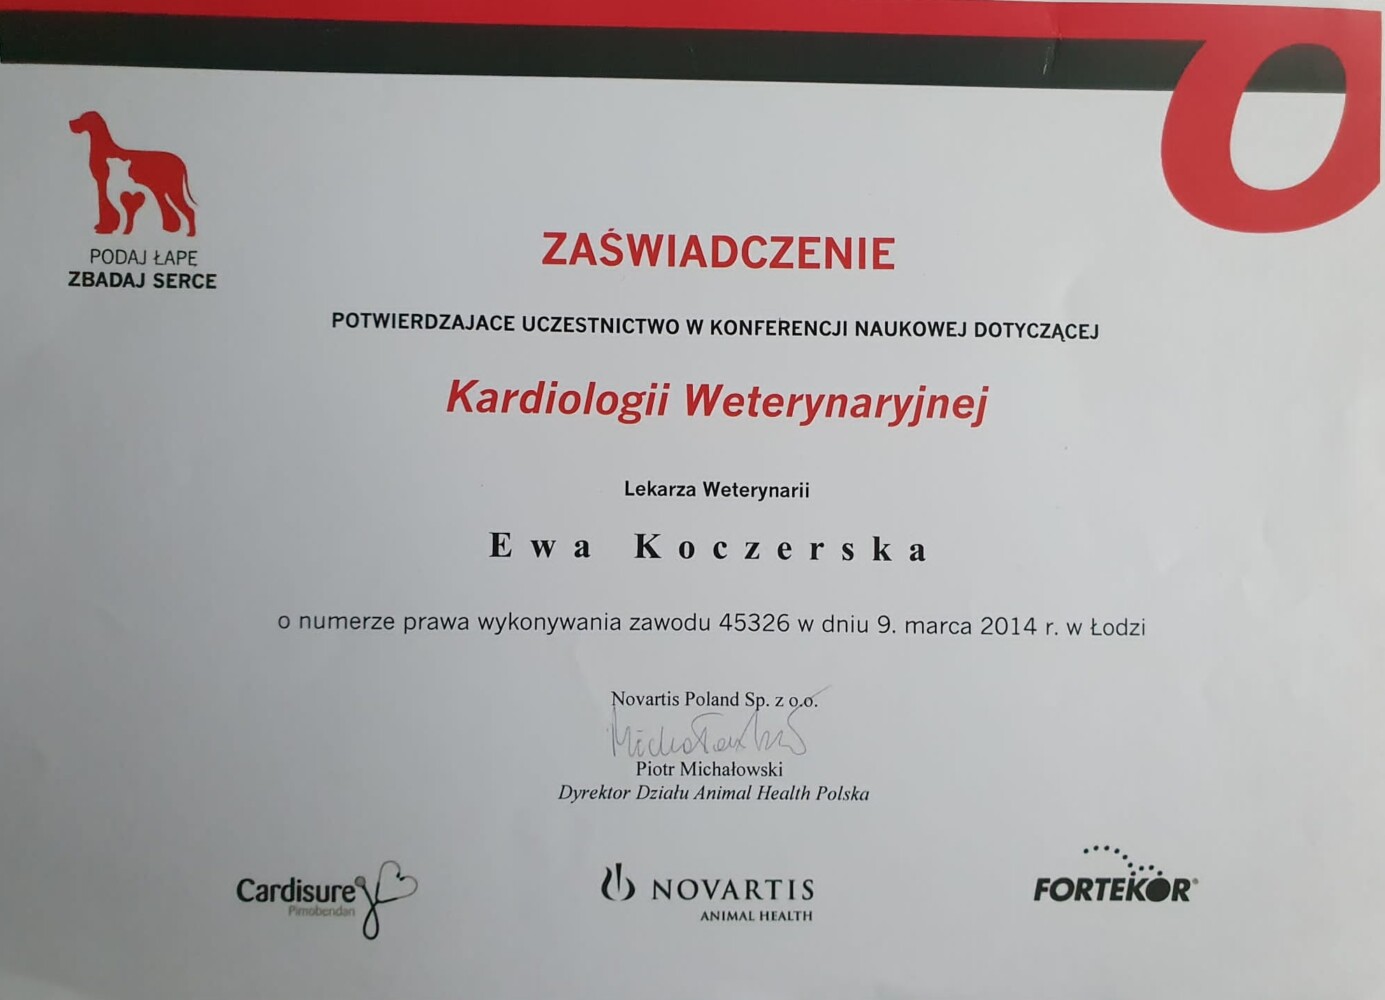 PODAJ ŁAPĘ
ZBADAJ SERCE
ZAŚWIADCZENIE
POTWIERDZAJACE UCZESTNICTWO W KONFERENCJI NAUKOWEJ DOTYCZĄCEJ
Kardiologii Weterynaryjnej
Lekarza Weterynarii
Ewa Koczerska
o numerze prawa wykonywania zawodu 45326 w dniu 9. marca 2014 r. w Łodzi
Novartis Poland Sp. z o.o.
Piotr Michałowski
Dyrektor Działu Animal Health Polska
Cardisure
Pimobendan
NOVARTIS
ANIMAL HEALTH
FORTEKOR®